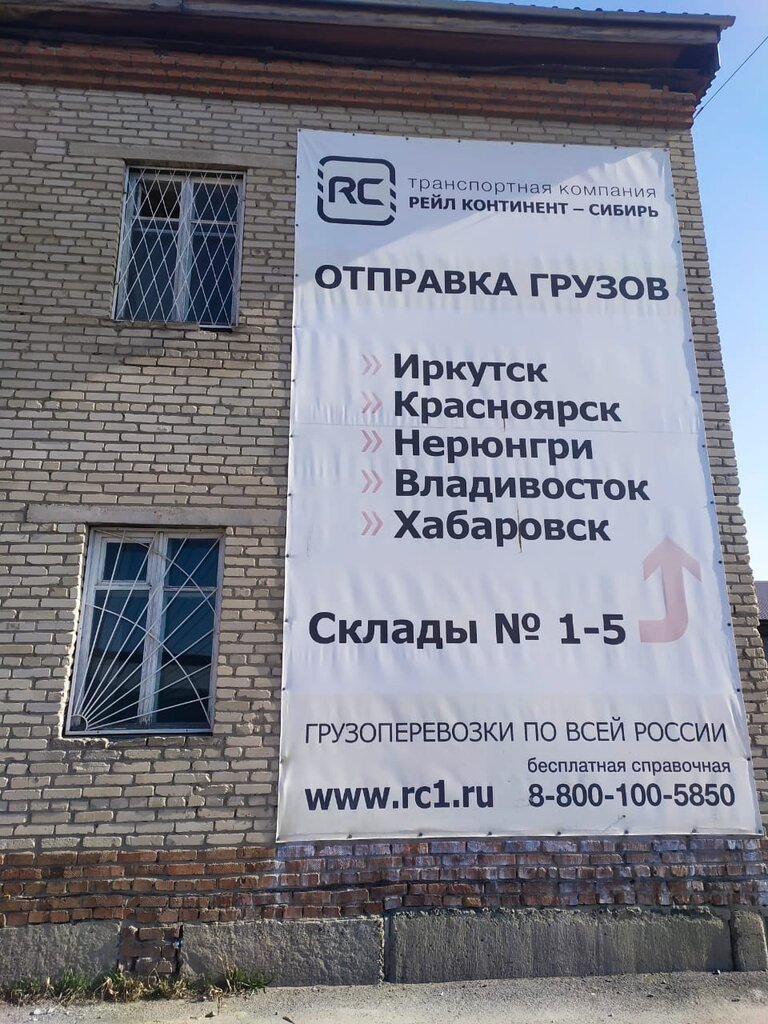 RC
транспортная компания
РЕЙЛ КОНТИНЕНТ – СИБИРЬ
ОТПРАВКА ГРУЗОВ
» Иркутск
» Красноярск
» Нерюнгри
» Владивосток
» Хабаровск
Склады № 1-5
ГРУЗОПЕРЕВОЗКИ ПО ВСЕЙ РОССИИ
бесплатная справочная
www.rc1.ru 8-800-100-5850